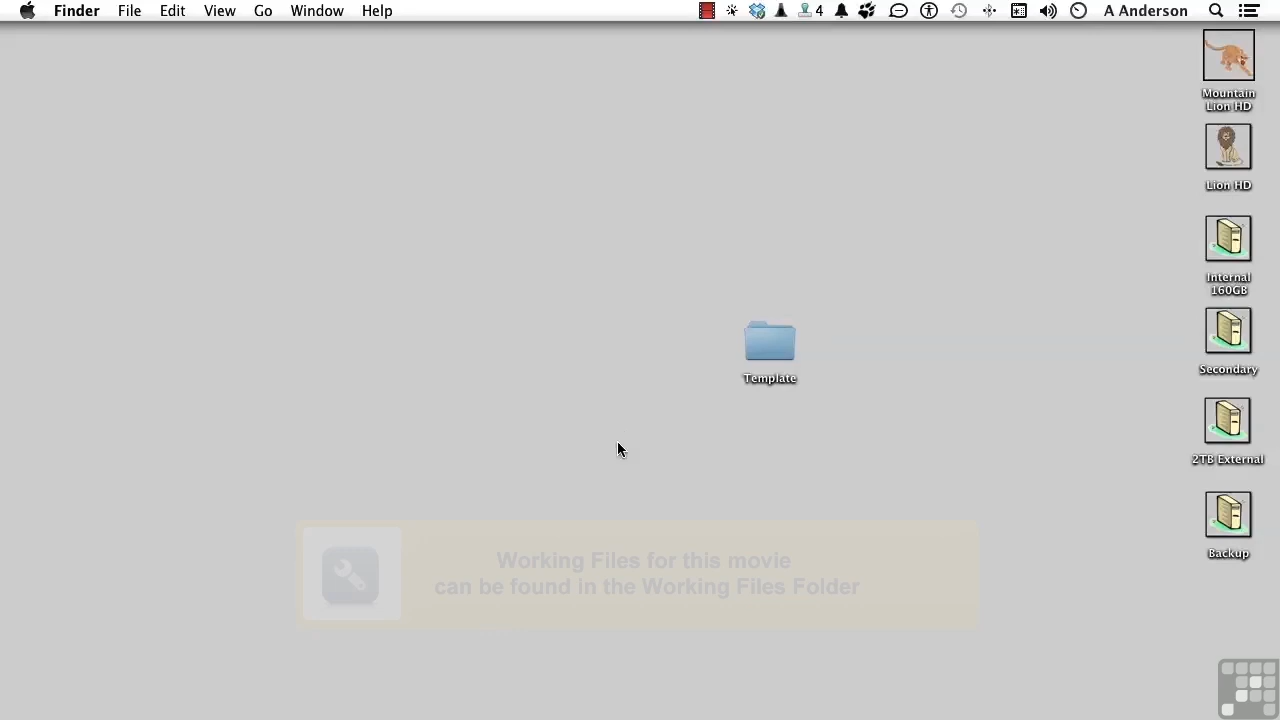 Finder File Edit View Go Window Help 4 A Anderson
Mountain
Lion HD
Lion HD
Internal
160GB
Secondary
Template
2TB External
Backup
Working Files for this movie
can be found in the Working Files Folder